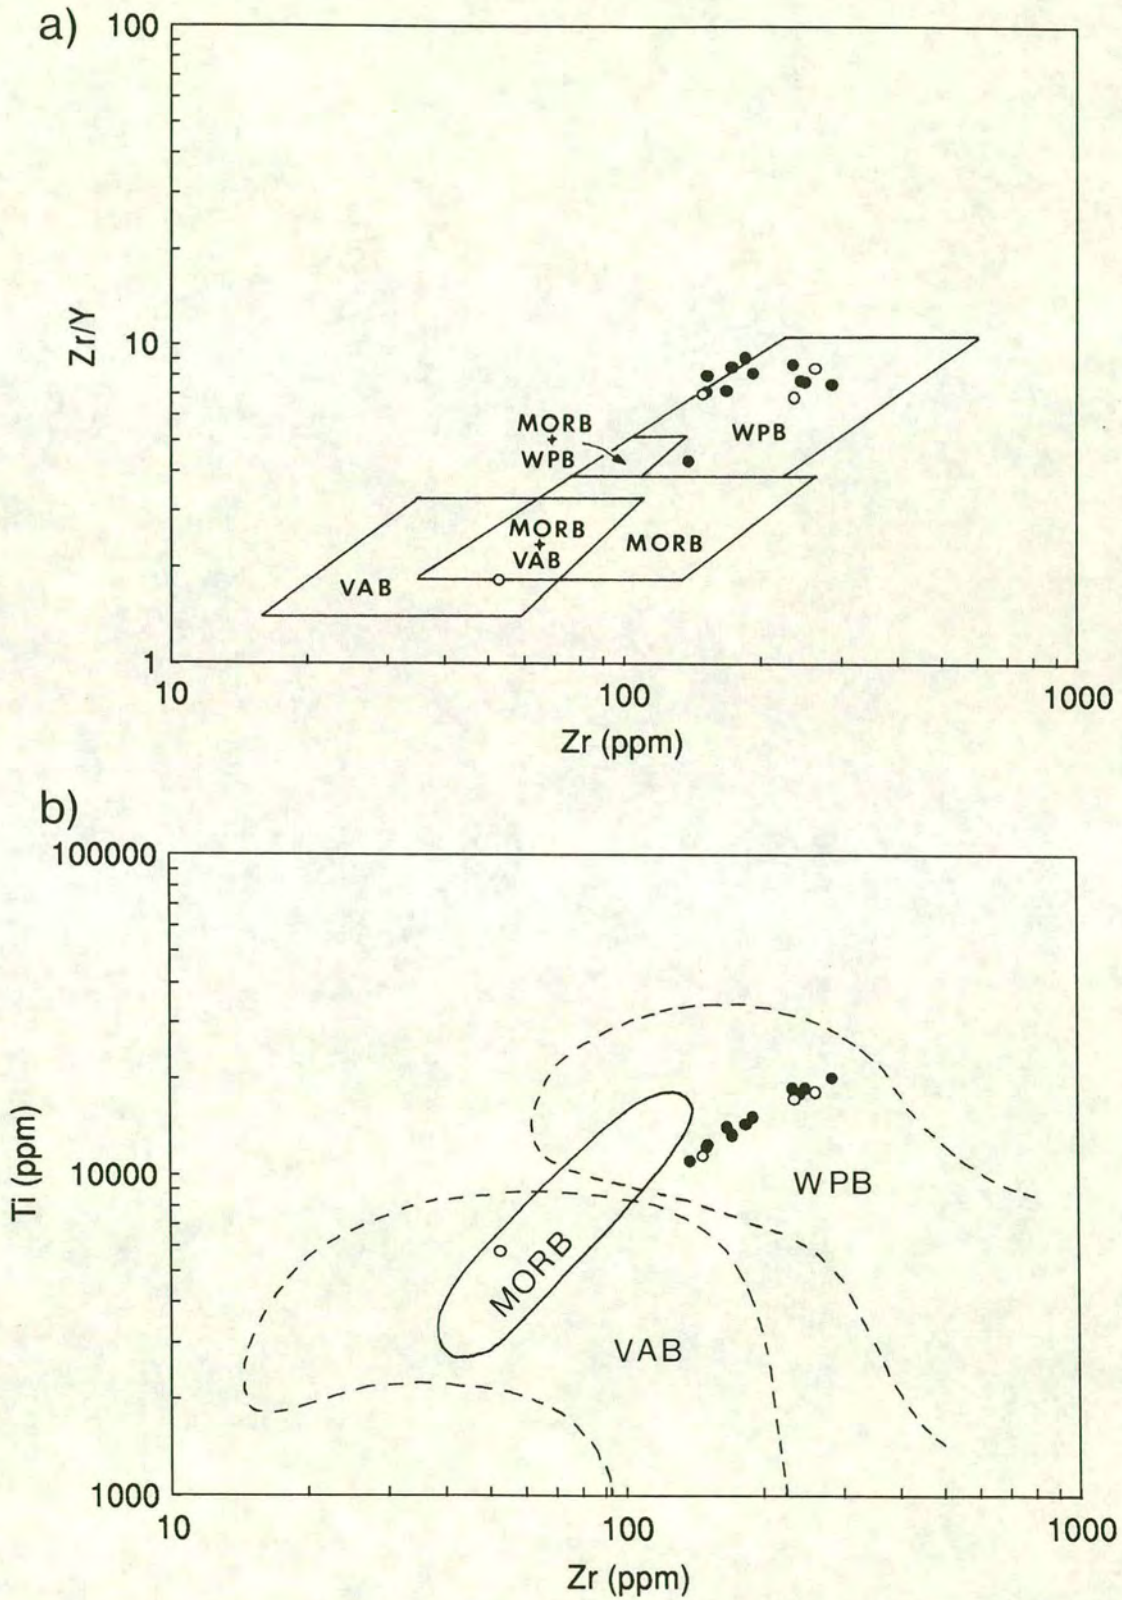 a)
100
10
1
Zr/Y
MORB
+
WPB
WPB
MORB
+
VAB
MORB
VAB
10
100
1000
Zr (ppm)
b)
100000
10000
1000
Ti (ppm)
WPB
MORB
VAB
10
100
1000
Zr (ppm)